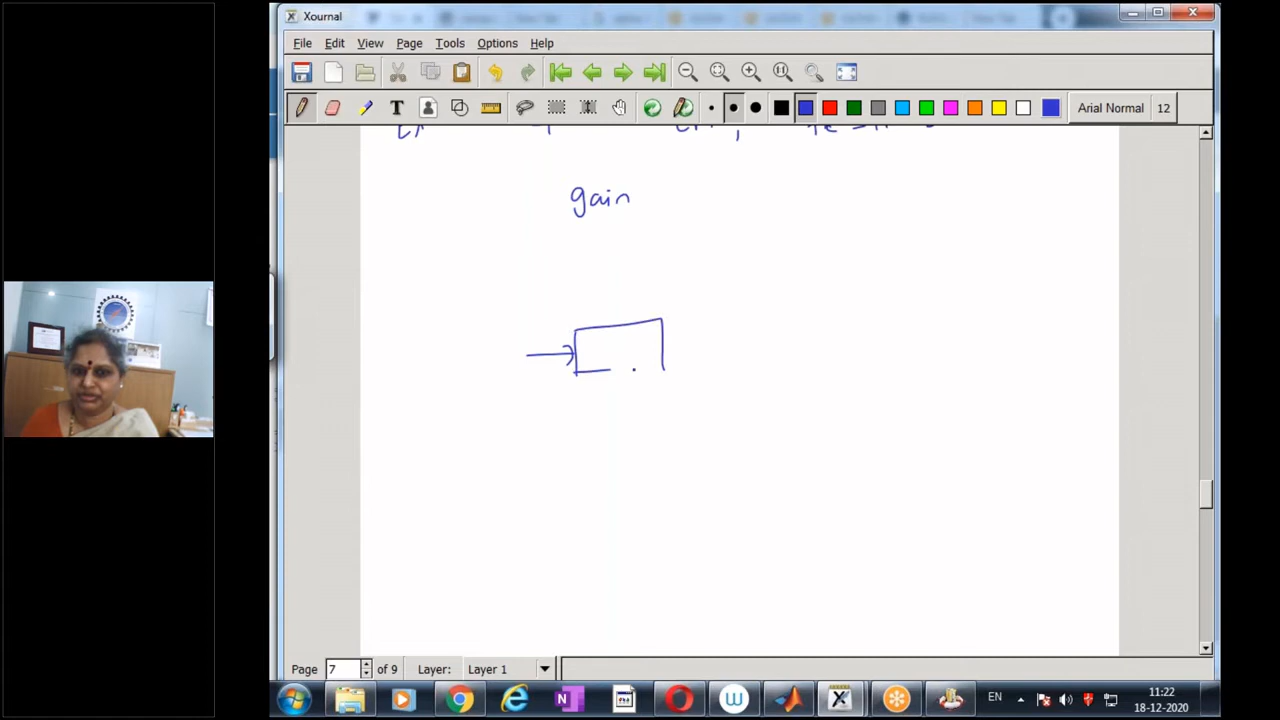 Xournal
File Edit View Page Tools Options Help
Arial Normal 12
gain
Page 7 of 9 Layer: Layer 1
EN 11:22
18-12-2020